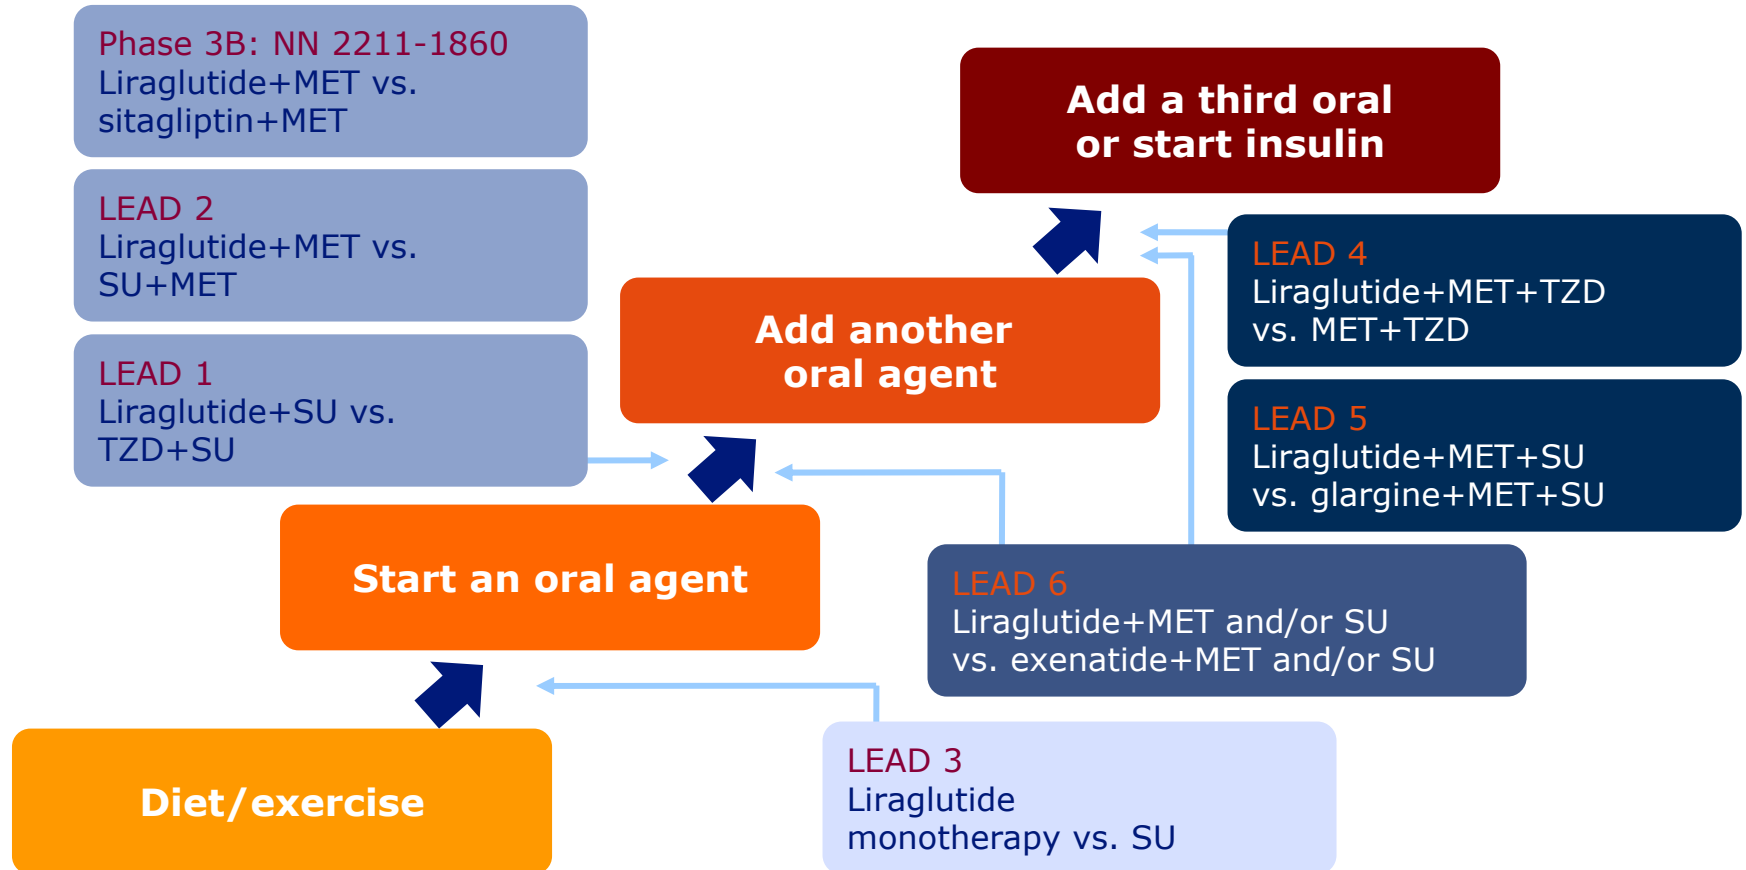 Phase 3B: NN 2211-1860
Liraglutide+MET vs.
sitagliptin+MET
LEAD 2
Liraglutide+MET vs.
SU+MET
LEAD 1
Liraglutide+SU vs.
TZD+SU
Add a third oral
or start insulin
Add another
oral agent
Start an oral agent
Diet/exercise
LEAD 4
Liraglutide+MET+TZD
vs. MET+TZD
LEAD 5
Liraglutide+MET+SU
vs. glargine+MET+SU
LEAD 6
Liraglutide+MET and/or SU
vs. exenatide+MET and/or SU
LEAD 3
Liraglutide
monotherapy vs. SU